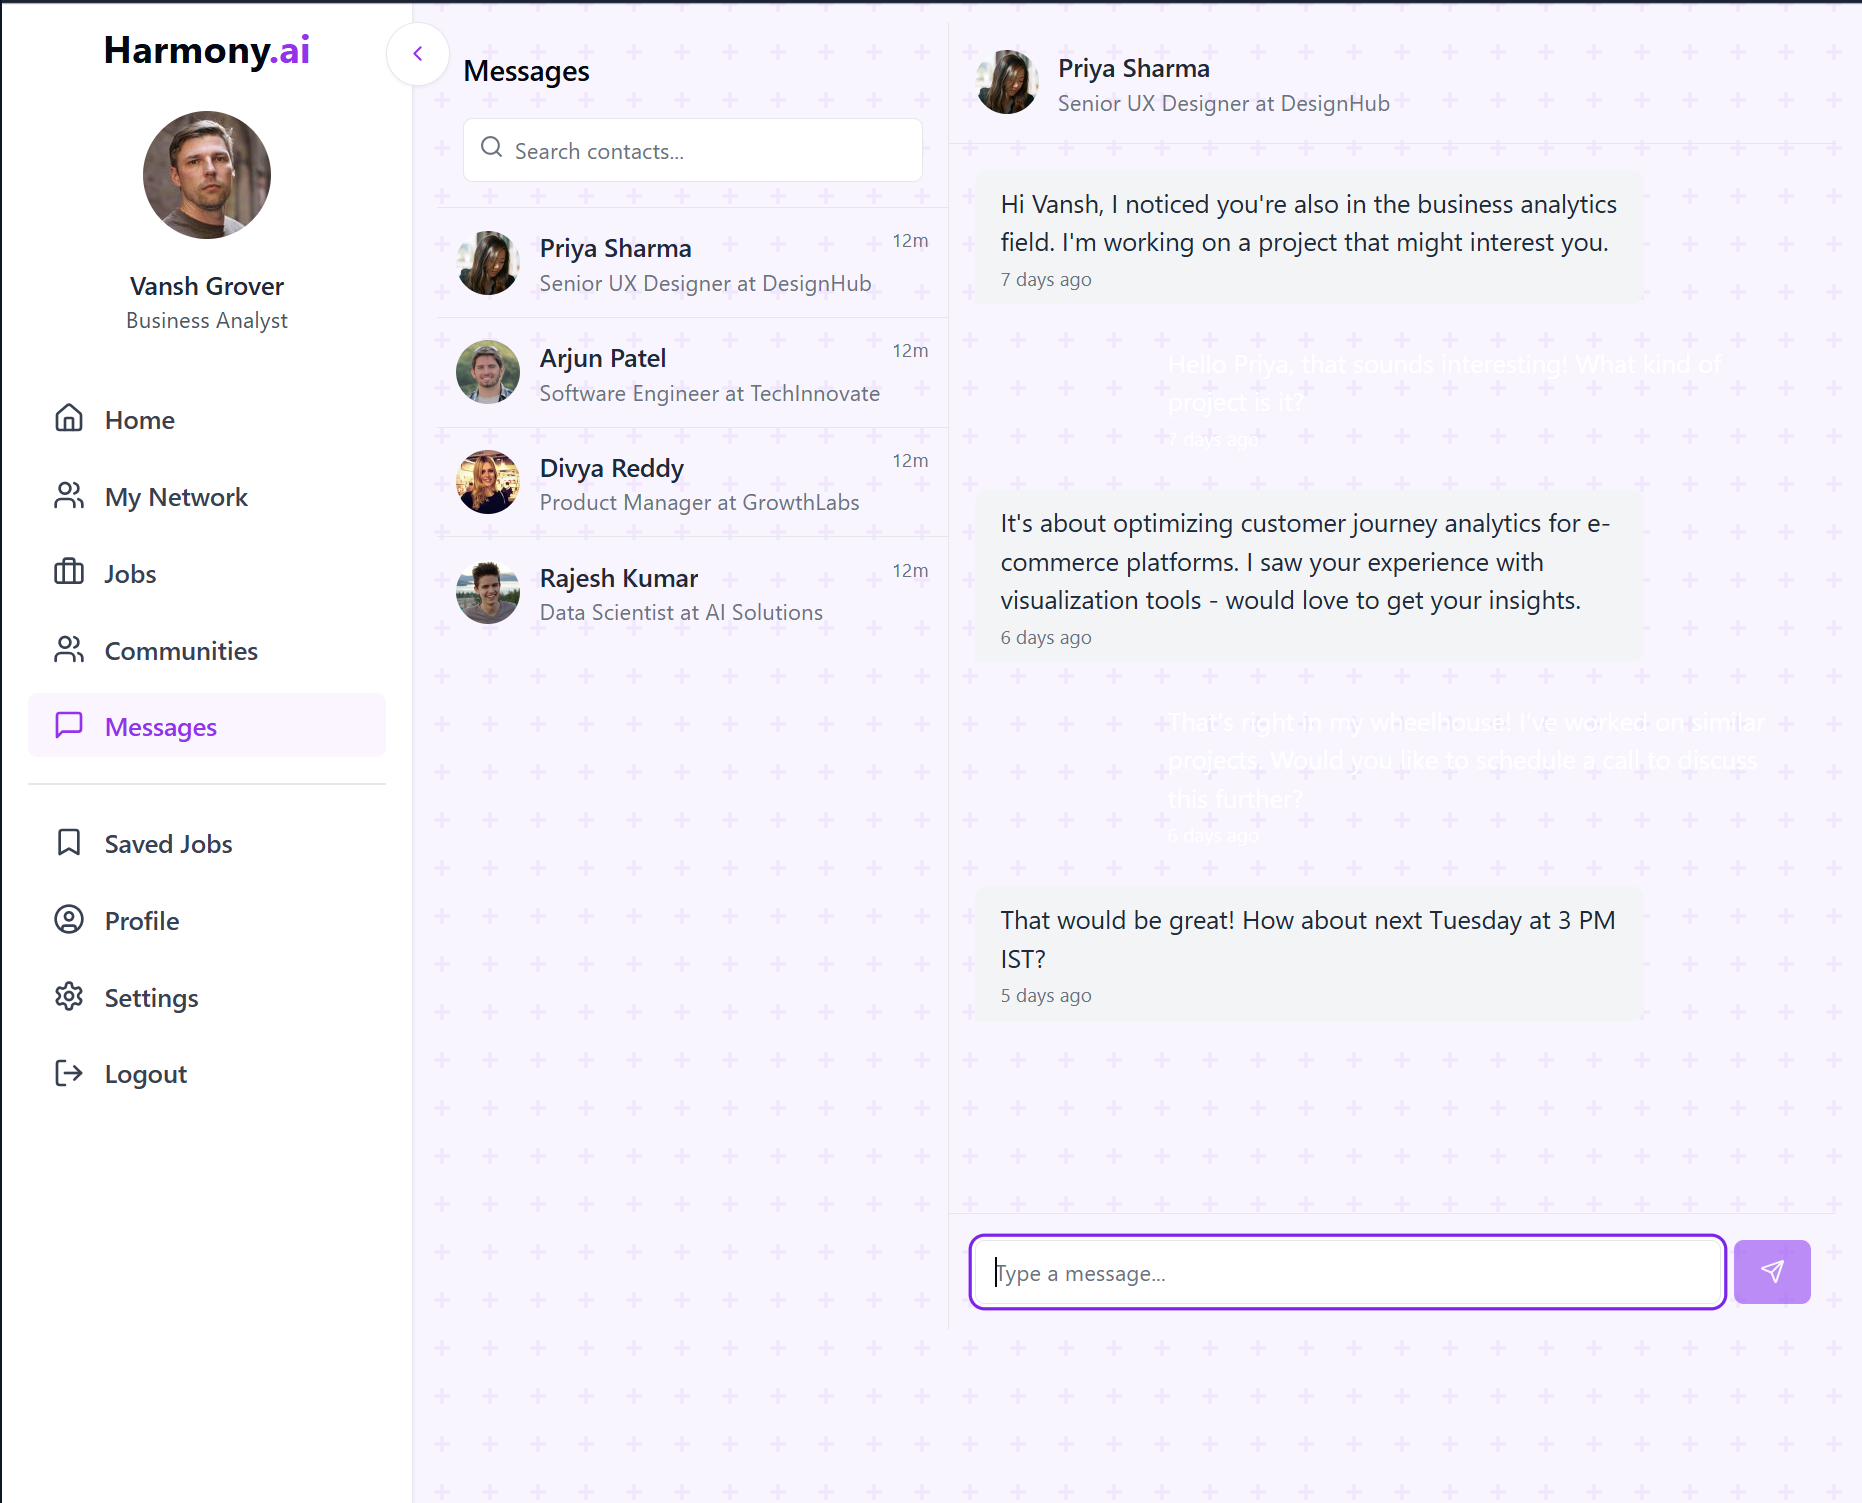 Harmony.ai
Vansh Grover
Business Analyst
Home
My Network
Jobs
Communities
Messages
Saved Jobs
Profile
Settings
Logout
Messages
Search contacts...
Priya Sharma
12m
Senior UX Designer at DesignHub
Arjun Patel
12m
Software Engineer at TechInnovate
Divya Reddy
12m
Product Manager at GrowthLabs
Rajesh Kumar
12m
Data Scientist at AI Solutions
Priya Sharma
Senior UX Designer at DesignHub
Hi Vansh, I noticed you're also in the business analytics
field. I'm working on a project that might interest you.
7 days ago
Hello Priya, that sounds interesting! What kind of
project is it?
7 days ago
It's about optimizing customer journey analytics for e-
commerce platforms. I saw your experience with
visualization tools - would love to get your insights.
6 days ago
That's right in my wheelhouse! I've worked on similar
projects. Would you like to schedule a call to discuss
this further?
6 days ago
That would be great! How about next Tuesday at 3 PM
IST?
5 days ago
Type a message...